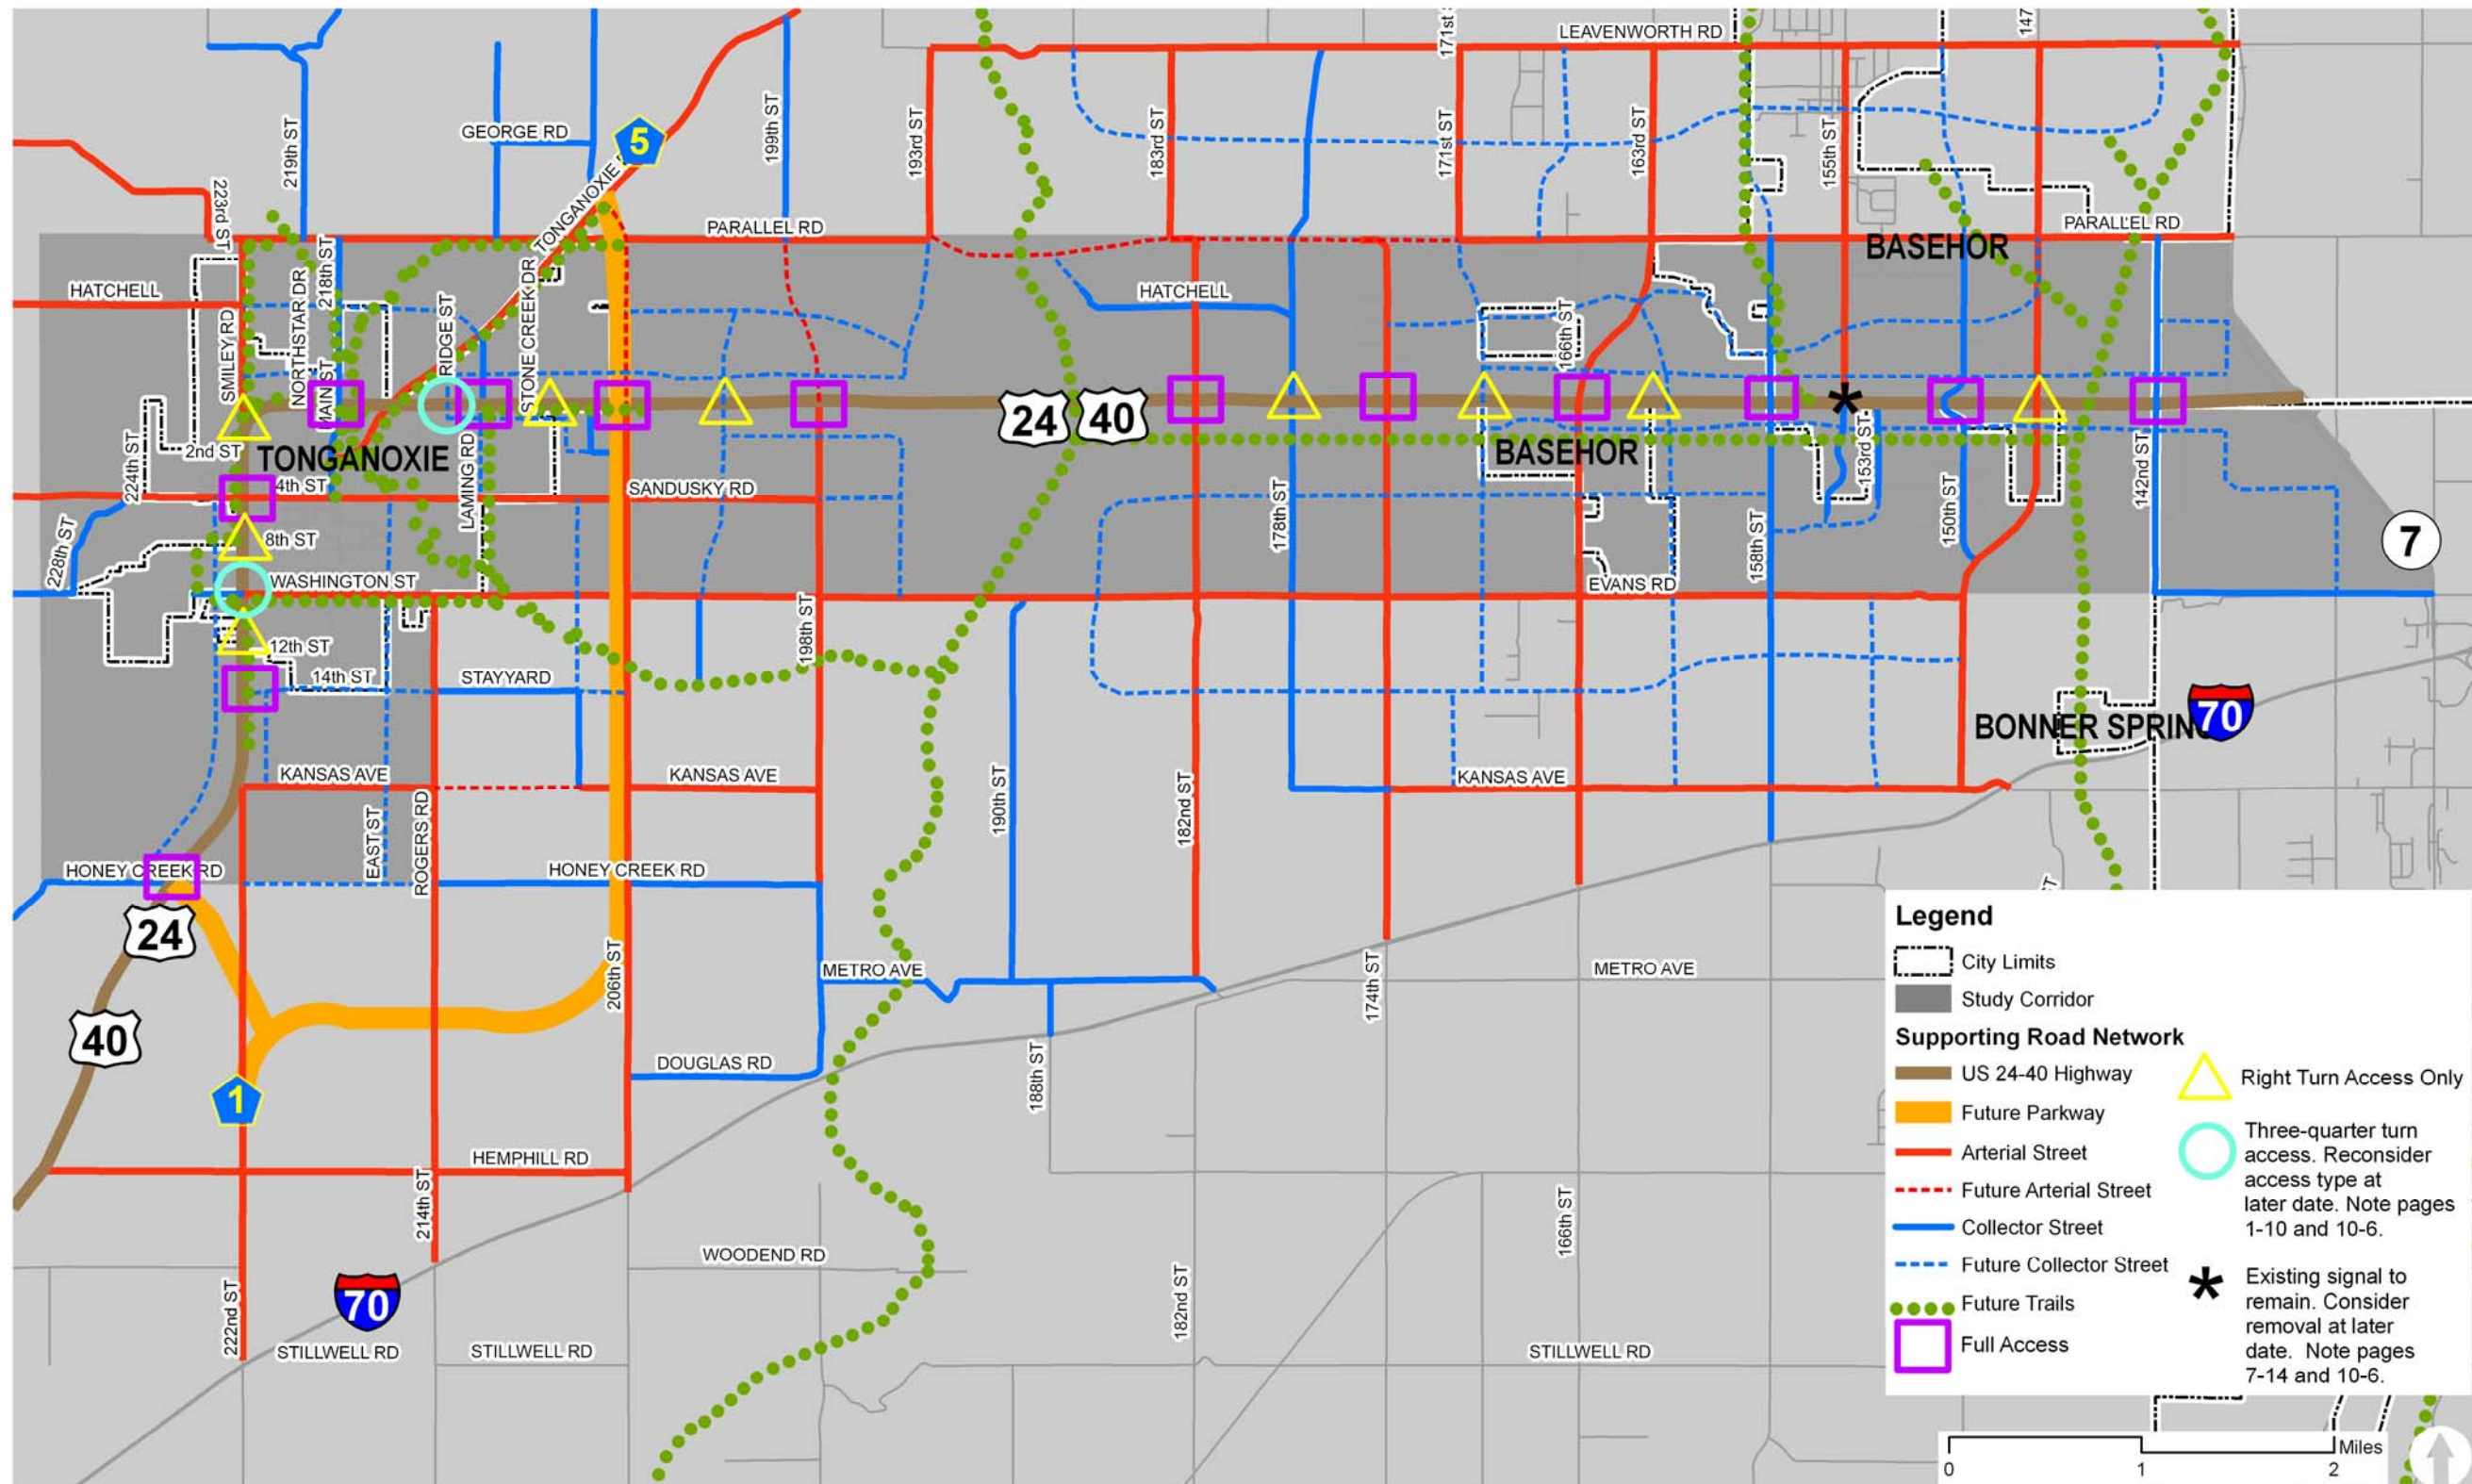 LEAVENWORTH RD
171st S
147
219th ST
GEORGE RD
5
199th ST
193rd ST
183rd ST
171st ST
163rd ST
155th ST
TONGANOXIE
223rd ST
PARALLEL RD
PARALLEL RD
BASEHOR
218th ST
HATCHELL
HATCHELL
NORTHSTAR DR
SMILEY RD
MAIN ST
RIDGE ST
STONE CREEK DR
166th ST
24
40
224th ST
2nd ST
TONGANOXIE
BASEHOR
4th ST
LAMING RD
SANDUSKY RD
178th ST
153rd ST
142nd ST
158th ST
150th ST
228th ST
8th ST
7
WASHINGTON ST
EVANS RD
198th ST
12th ST
14th ST
STAYYARD
BONNER SPRIN
70
KANSAS AVE
KANSAS AVE
KANSAS AVE
EAST ST
ROGERS RD
190th ST
182nd ST
HONEY CREEK RD
HONEY CREEK RD
24
40
206th ST
METRO AVE
174th ST
METRO AVE
1
DOUGLAS RD
188th ST
HEMPHILL RD
214th ST
WOODEND RD
166th ST
182nd ST
222nd ST
70
STILLWELL RD
STILLWELL RD
STILLWELL RD
ST
Legend
City Limits
Study Corridor
Supporting Road Network
US 24-40 Highway
Future Parkway
Arterial Street
Future Arterial Street
Collector Street
Future Collector Street
Future Trails
Full Access
Right Turn Access Only
Three-quarter turn
access. Reconsider
access type at
later date. Note pages
1-10 and 10-6.
*
Existing signal to
remain. Consider
removal at later
date. Note pages
7-14 and 10-6.
Miles
0 1 2